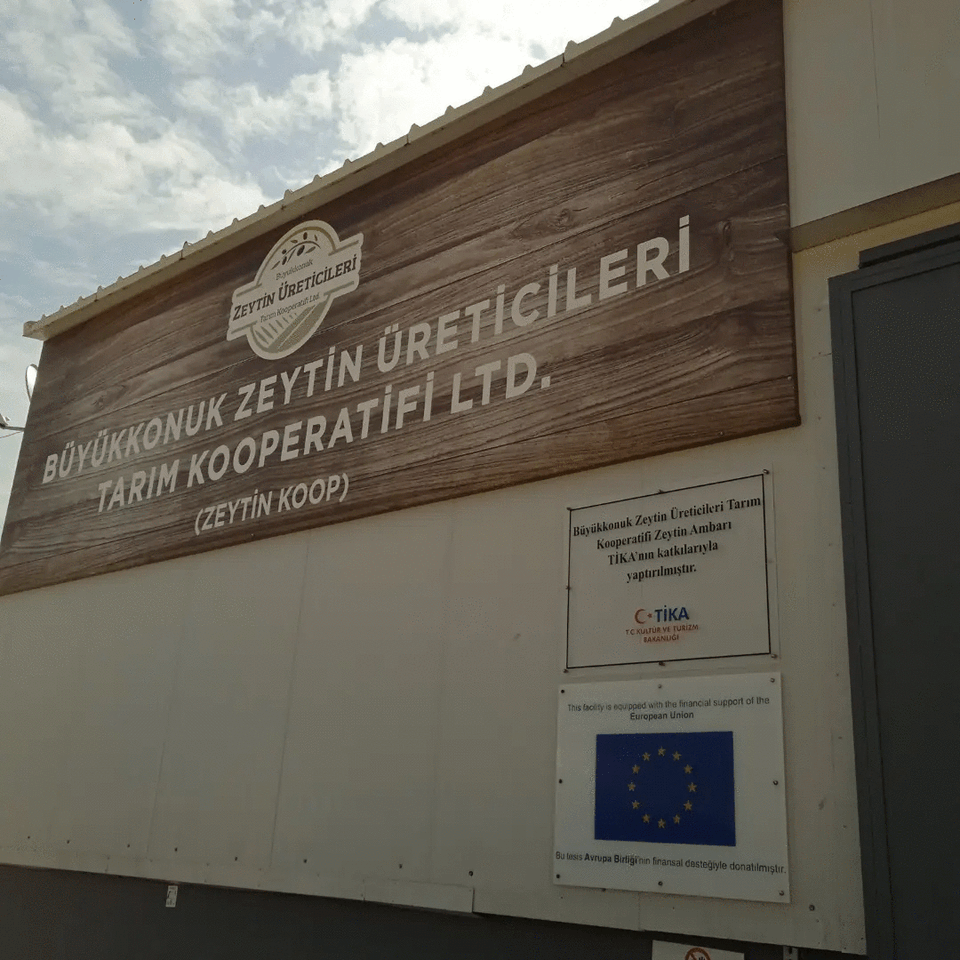 Büyükkonuk
ZEYTİN ÜRETİCİLERİ
Tarım Kooperatifi Ltd.
BÜYÜKKONUK ZEYTİN ÜRETİCİLERİ
TARIM KOOPERATİFİ LTD.
(ZEYTİN KOOP)
Büyükkonuk Zeytin Üreticileri Tarım
Kooperatifi Zeytin Ambarı
TİKA'nın katkılarıyla
yaptırılmıştır.
TİKA
T.C. KÜLTÜR VE TURİZM
BAKANLIĞI
This facility is equipped with the financial support of the
European Union
Bu tesis Avrupa Birliği'nin finansal desteğiyle donatılmıştır.